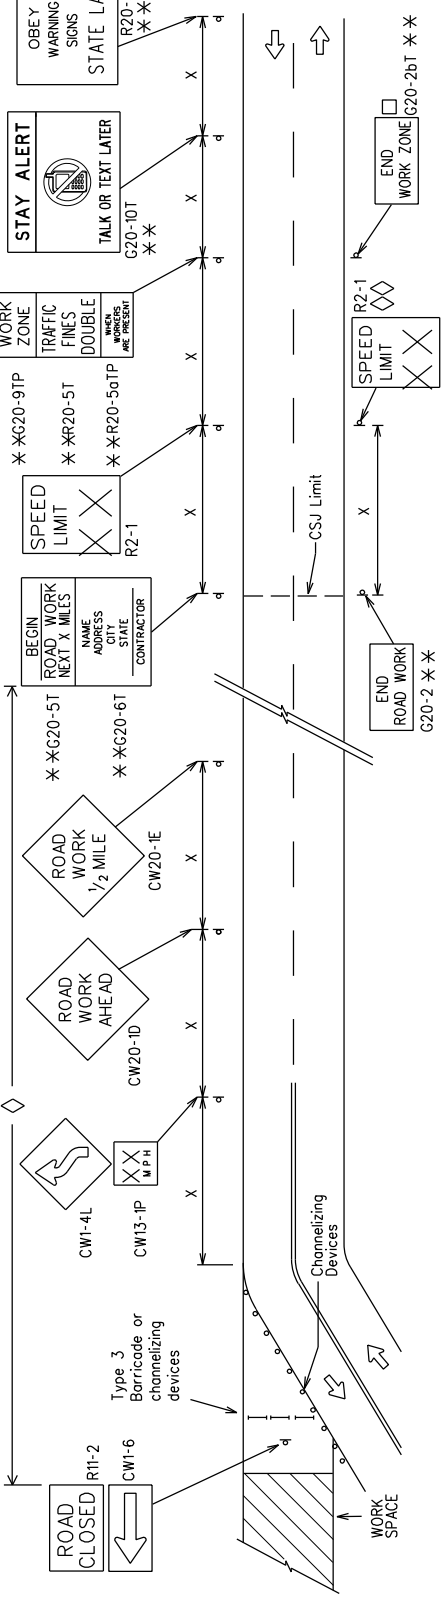 ROAD
CLOSED
R11-2
CW1-6
Type 3
Barricade or
channelizing
devices
WORK
SPACE
Channelizing
Devices
CW1-4L
X X
MPH
CW13-1P
X
ROAD
WORK
AHEAD
CW20-1D
X
ROAD
WORK
1/2 MILE
CW20-1E
X
BEGIN
ROAD WORK
NEXT X MILES
NAME
ADDRESS
CITY
STATE
CONTRACTOR
* *G20-5T
* *G20-6T
SPEED
LIMIT
X X
R2-1
X
WORK
ZONE
TRAFFIC
FINES
DOUBLE
WHEN
WORKERS
ARE PRESENT
* *G20-9TP
* *R20-5T
* *R20-5aTP
X
STAY ALERT
TALK OR TEXT LATER
G20-10T
* *
X
OBEY
WARNING
SIGNS
STATE LA
R20-
* *
X
CSJ Limit
END
ROAD WORK
G20-2 * *
X
SPEED
LIMIT
X X
R2-1
END
WORK ZONE
G20-2bT * *